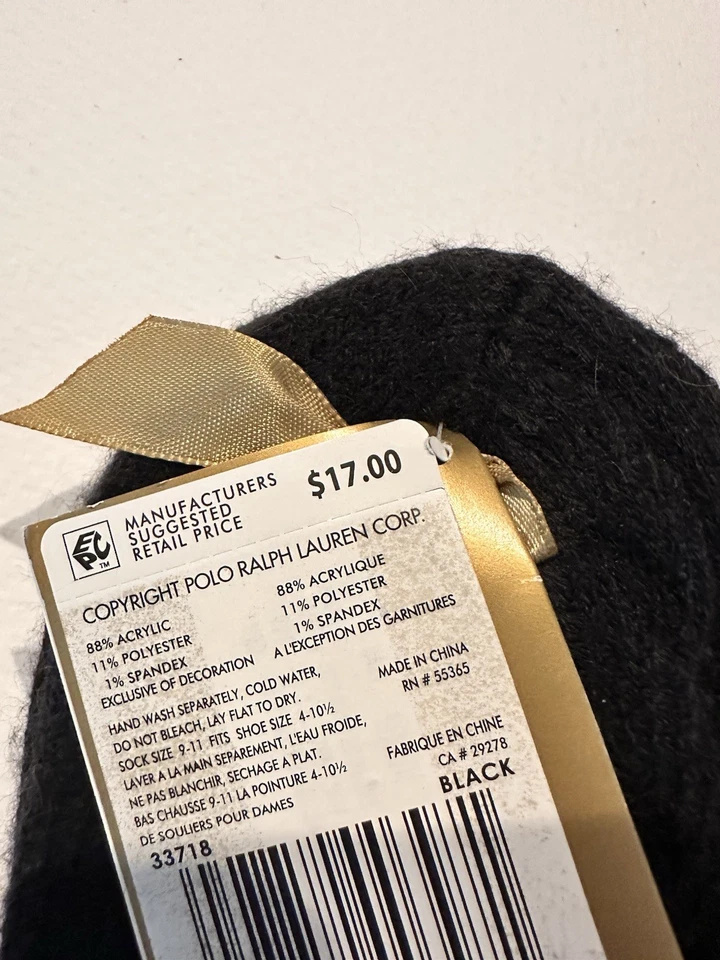 EPC
TM
MANUFACTURERS
SUGGESTED
RETAIL PRICE
$17.00
COPYRIGHT POLO RALPH LAUREN CORP.
88% ACRYLIC
11% POLYESTER
1% SPANDEX
EXCLUSIVE OF DECORATION
88% ACRYLIQUE
11% POLYESTER
1% SPANDEX
A L'EXCEPTION DES GARNITURES
HAND WASH SEPARATELY, COLD WATER,
DO NOT BLEACH, LAY FLAT TO DRY.
SOCK SIZE 9-11 FITS SHOE SIZE 4-10½
LAVER A LA MAIN SEPAREMENT, L'EAU FROIDE,
NE PAS BLANCHIR, SECHAGE A PLAT.
BAS CHAUSSE 9-11 LA POINTURE 4-10½
DE SOULIERS POUR DAMES
MADE IN CHINA
RN # 55365
FABRIQUE EN CHINE
CA # 29278
BLACK
33718